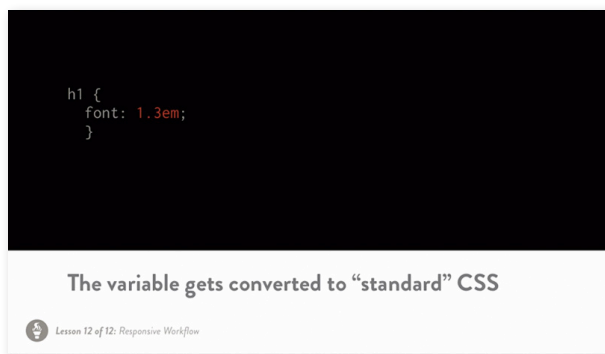 h1 {
font: 1.3em;
}
The variable gets converted to “standard” CSS
Lesson 12 of 12: Responsive Workflow